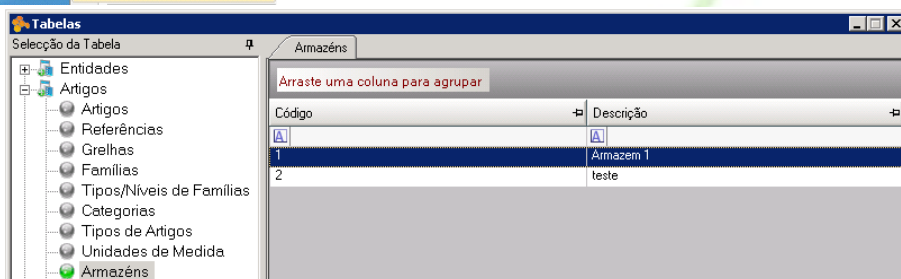 Tabelas
Selecção da Tabela
Armazéns
Entidades
Artigos
Artigos
Referências
Grelhas
Famílias
Tipos/Níveis de Famílias
Categorias
Tipos de Artigos
Unidades de Medida
Armazéns
Arraste uma coluna para agrupar
Código Descrição
A A
1 Armazem 1
2 teste